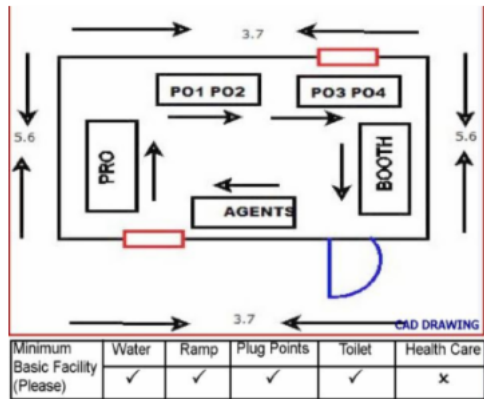 3.7
PO1 PO2
PO3 PO4
5.6
5.6
PRO
BOOTH
AGENTS
3.7
CAD DRAWING
Minimum Basic Facility (Please) Water Ramp Plug Points Toilet Health Care
✓ ✓ ✓ ✓ ×